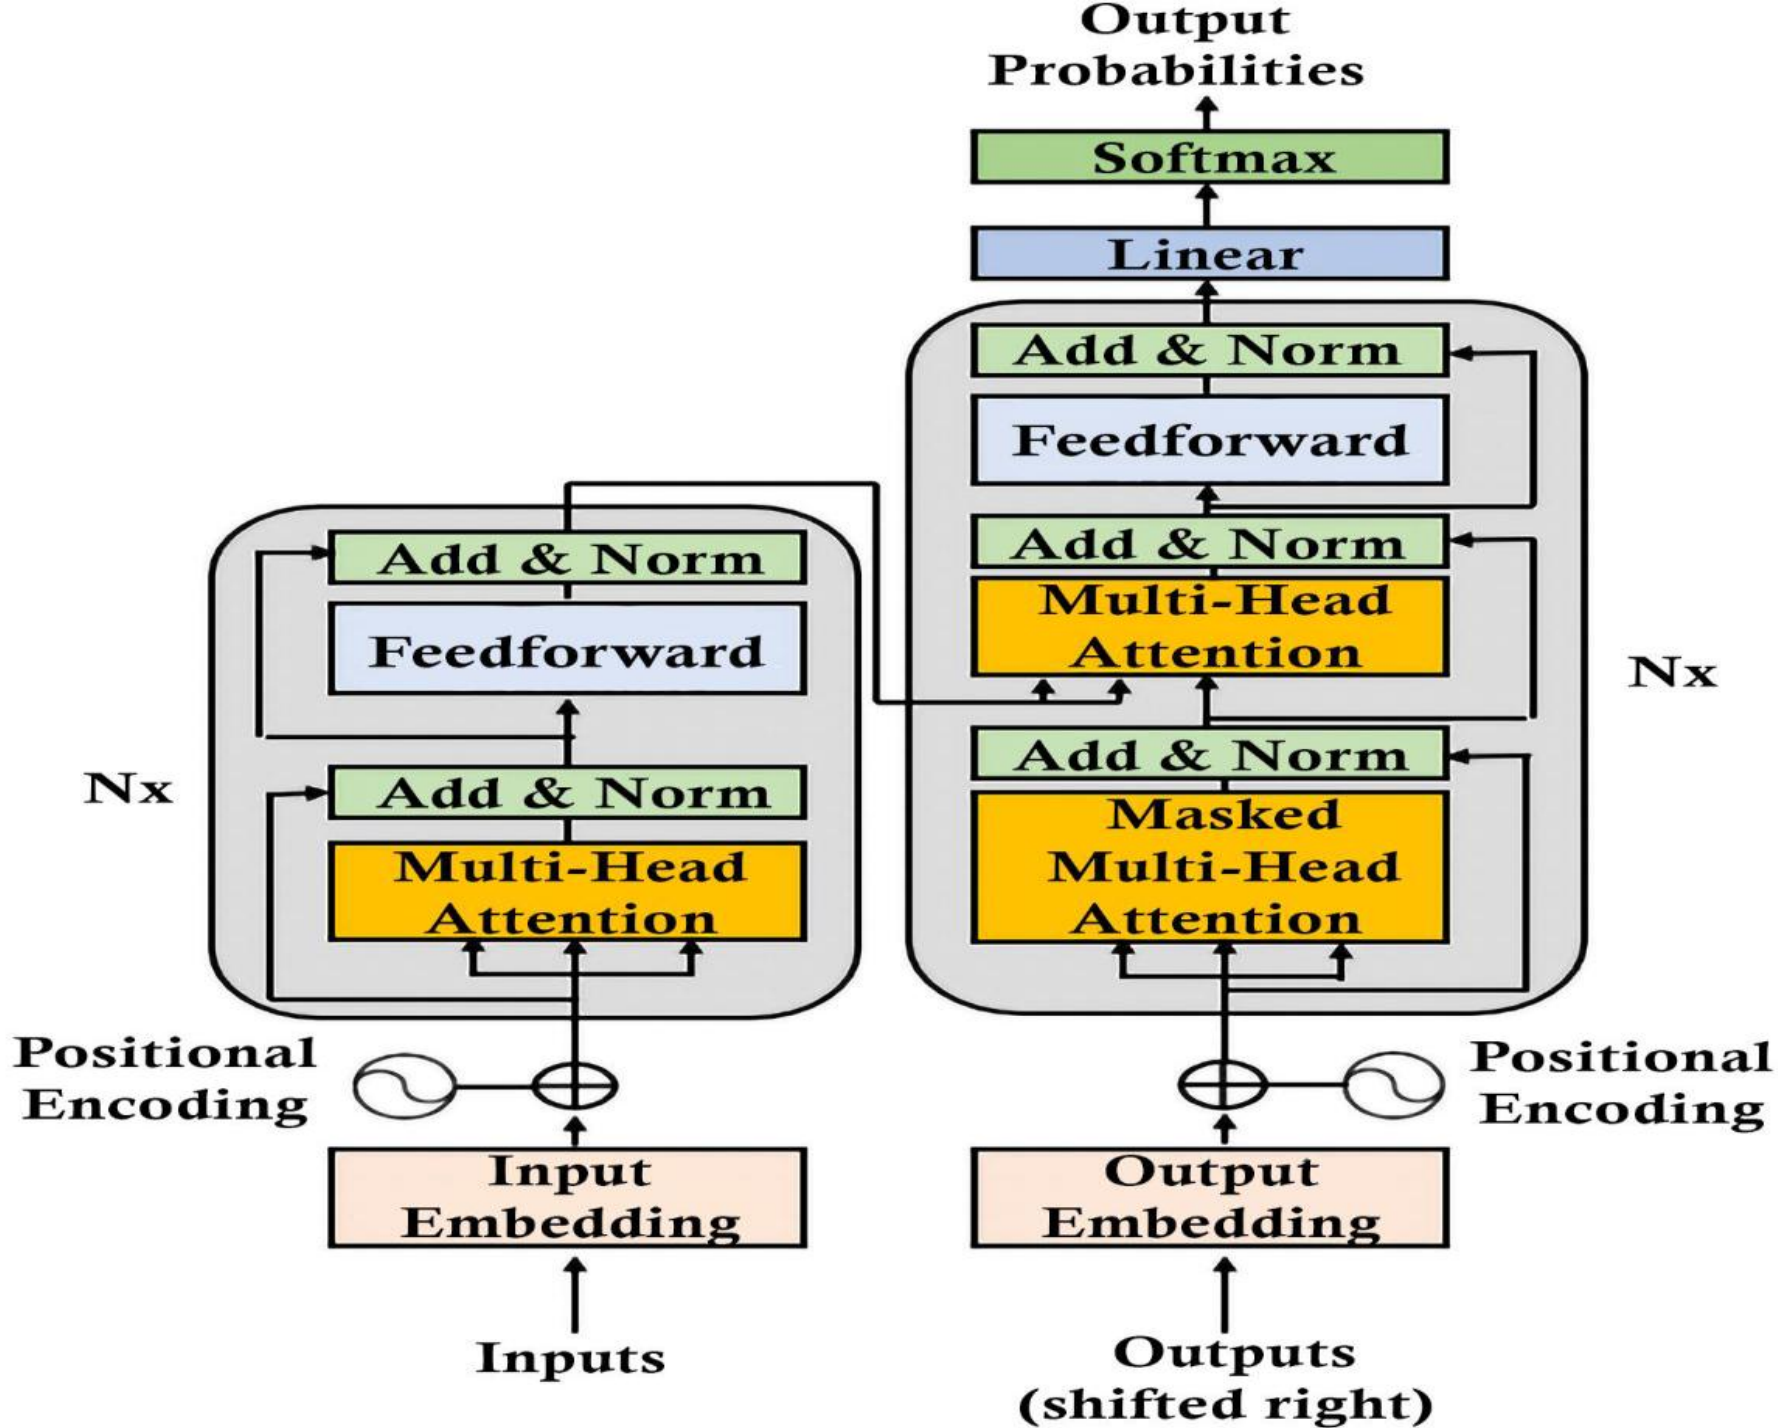 Output
Probabilities
Softmax
Linear
Add & Norm
Feedforward
Add & Norm
Multi-Head
Attention
Nx
Add & Norm
Masked
Multi-Head
Attention
Positional
Encoding
Output
Embedding
Outputs
(shifted right)
Add & Norm
Feedforward
Nx
Add & Norm
Multi-Head
Attention
Positional
Encoding
Input
Embedding
Inputs